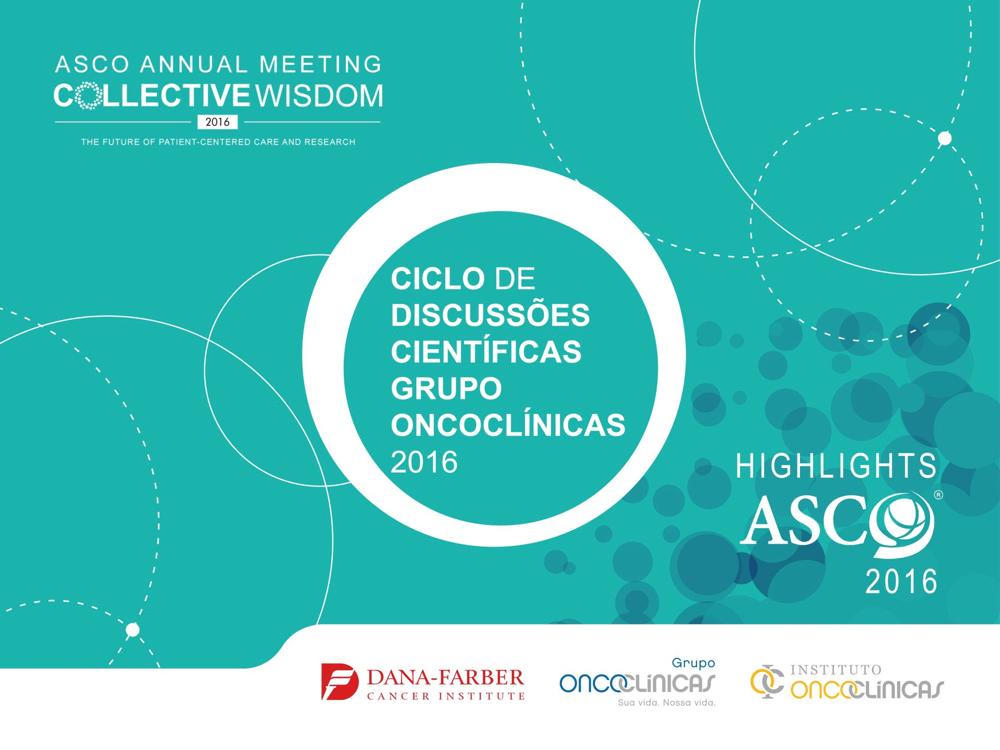 ASCO ANNUAL MEETING
COLLECTIVE WISDOM
2016
THE FUTURE OF PATIENT-CENTERED CARE AND RESEARCH
CICLO DE
DISCUSSÕES
CIENTÍFICAS
GRUPO
ONCOCLÍNICAS
2016
HIGHLIGHTS
ASCO®
2016
DANA-FARBER
CANCER INSTITUTE
Grupo
ONCOCLÍNICAS
Sua vida. Nossa vida.
INSTITUTO
ONCOCLÍNICAS